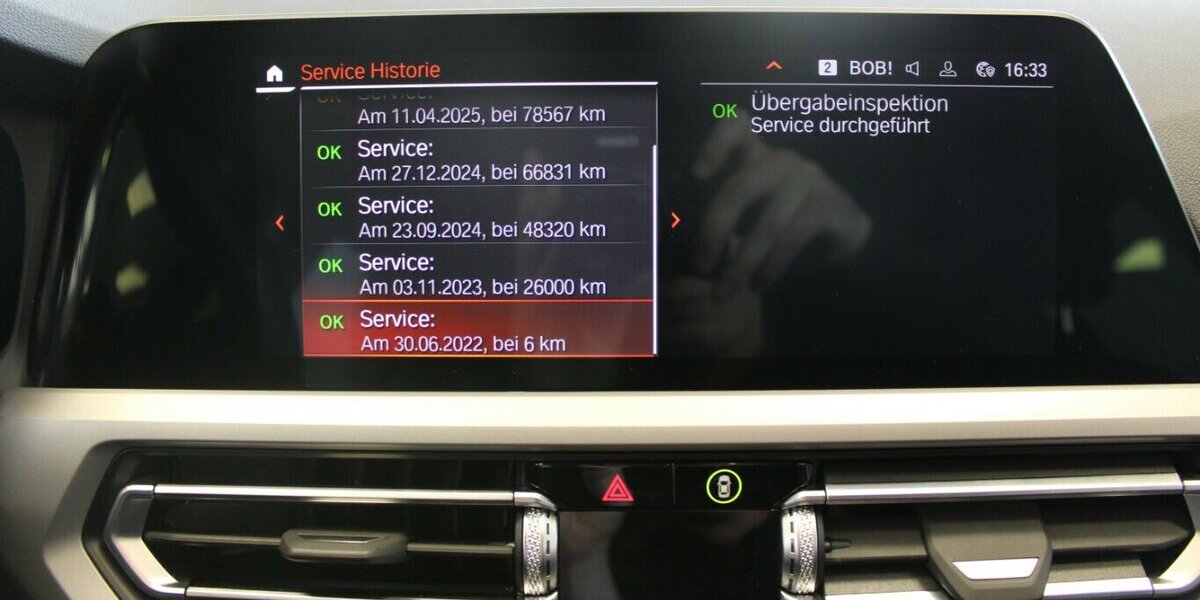 Service Historie
2 BOB! 16:33
Am 11.04.2025, bei 78567 km
OK Service:
Am 27.12.2024, bei 66831 km
OK Service:
Am 23.09.2024, bei 48320 km
OK Service:
Am 03.11.2023, bei 26000 km
OK Service:
Am 30.06.2022, bei 6 km
OK Übergabeinspektion
Service durchgeführt